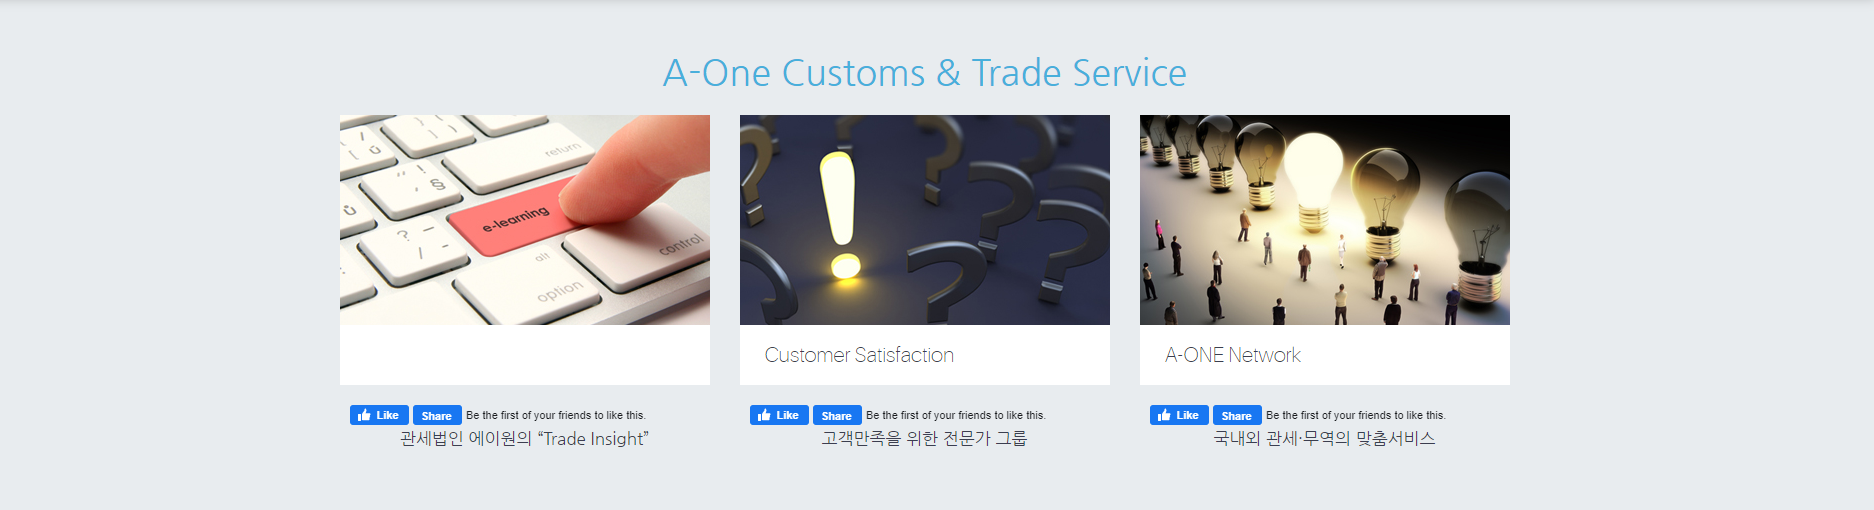 A-One Customs & Trade Service
return
e-learning
control
alt
option
Customer Satisfaction
A-ONE Network
Like Share Be the first of your friends to like this.
Like Share Be the first of your friends to like this.
Like Share Be the first of your friends to like this.
관세법인 에이원의 “Trade Insight”
고객만족을 위한 전문가 그룹
국내외 관세·무역의 맞춤서비스